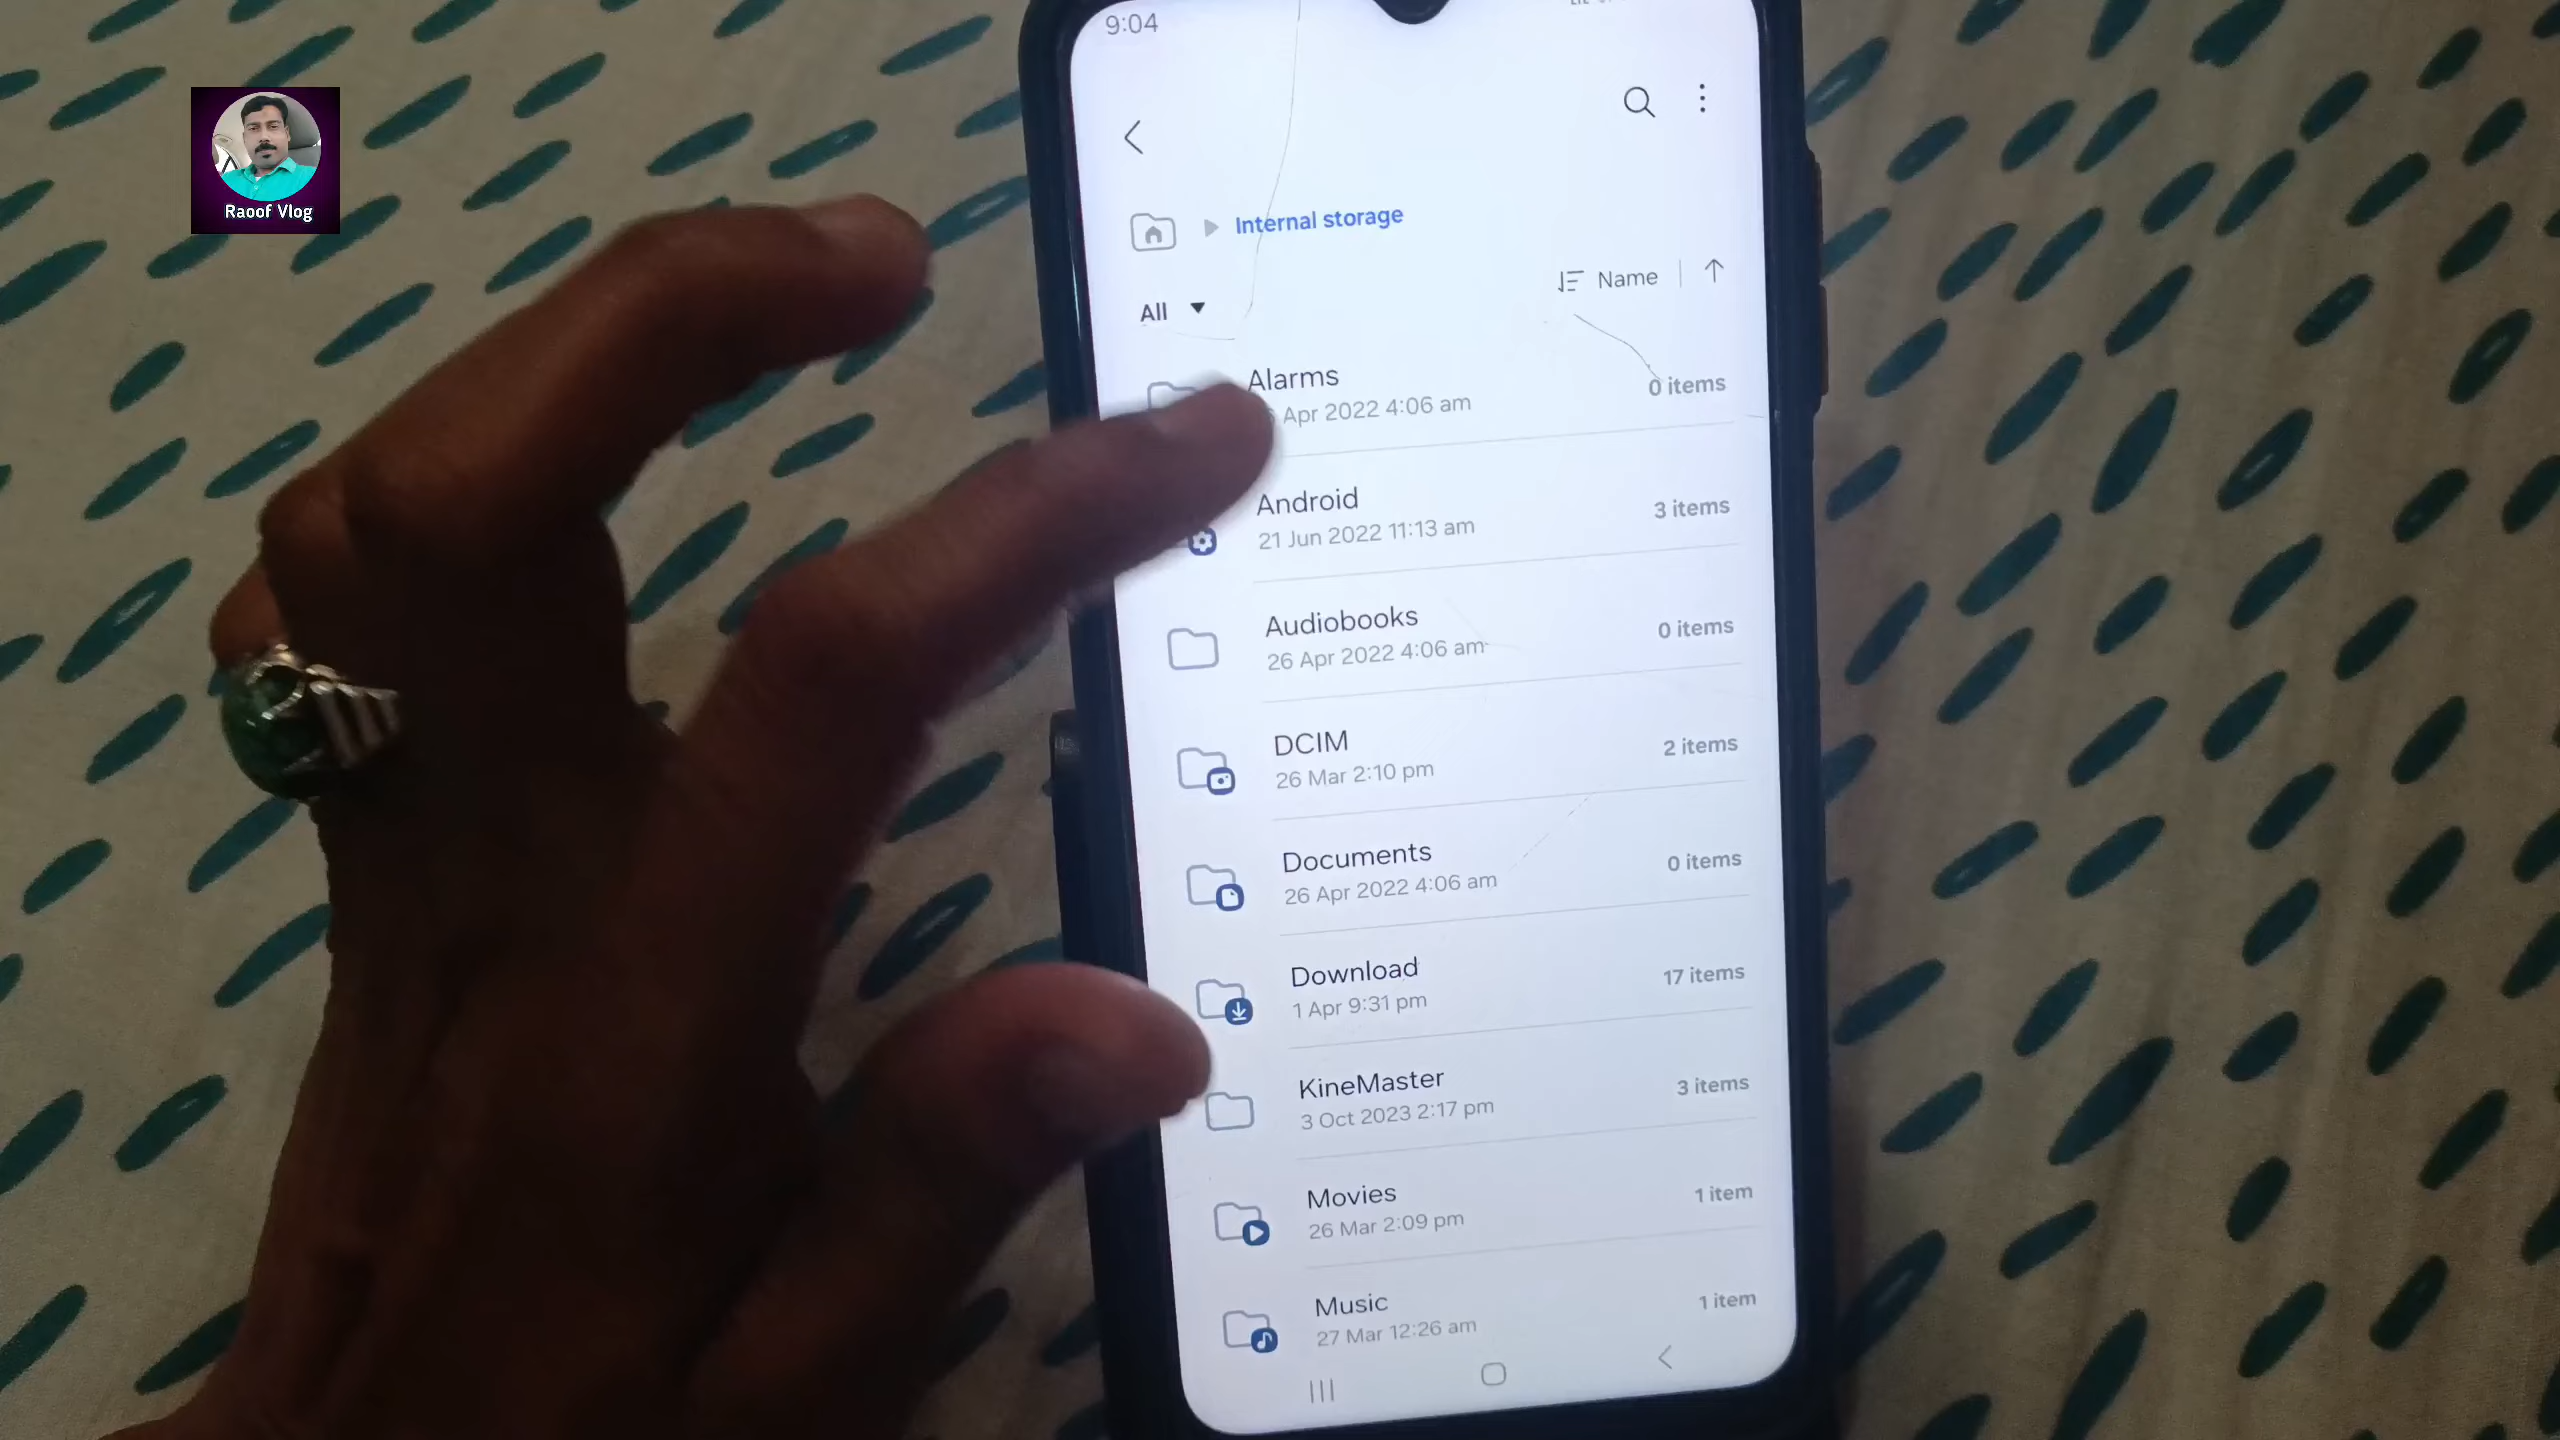 9:04
Raoof Vlog
Internal storage
All
Name
Alarms
Apr 2022 4:06 am
0 items
Android
21 Jun 2022 11:13 am
3 items
Audiobooks
26 Apr 2022 4:06 am
0 items
DCIM
26 Mar 2:10 pm
2 items
Documents
26 Apr 2022 4:06 am
0 items
Download
1 Apr 9:31 pm
17 items
KineMaster
3 Oct 2023 2:17 pm
3 items
Movies
26 Mar 2:09 pm
1 item
Music
27 Mar 12:26 am
1 item